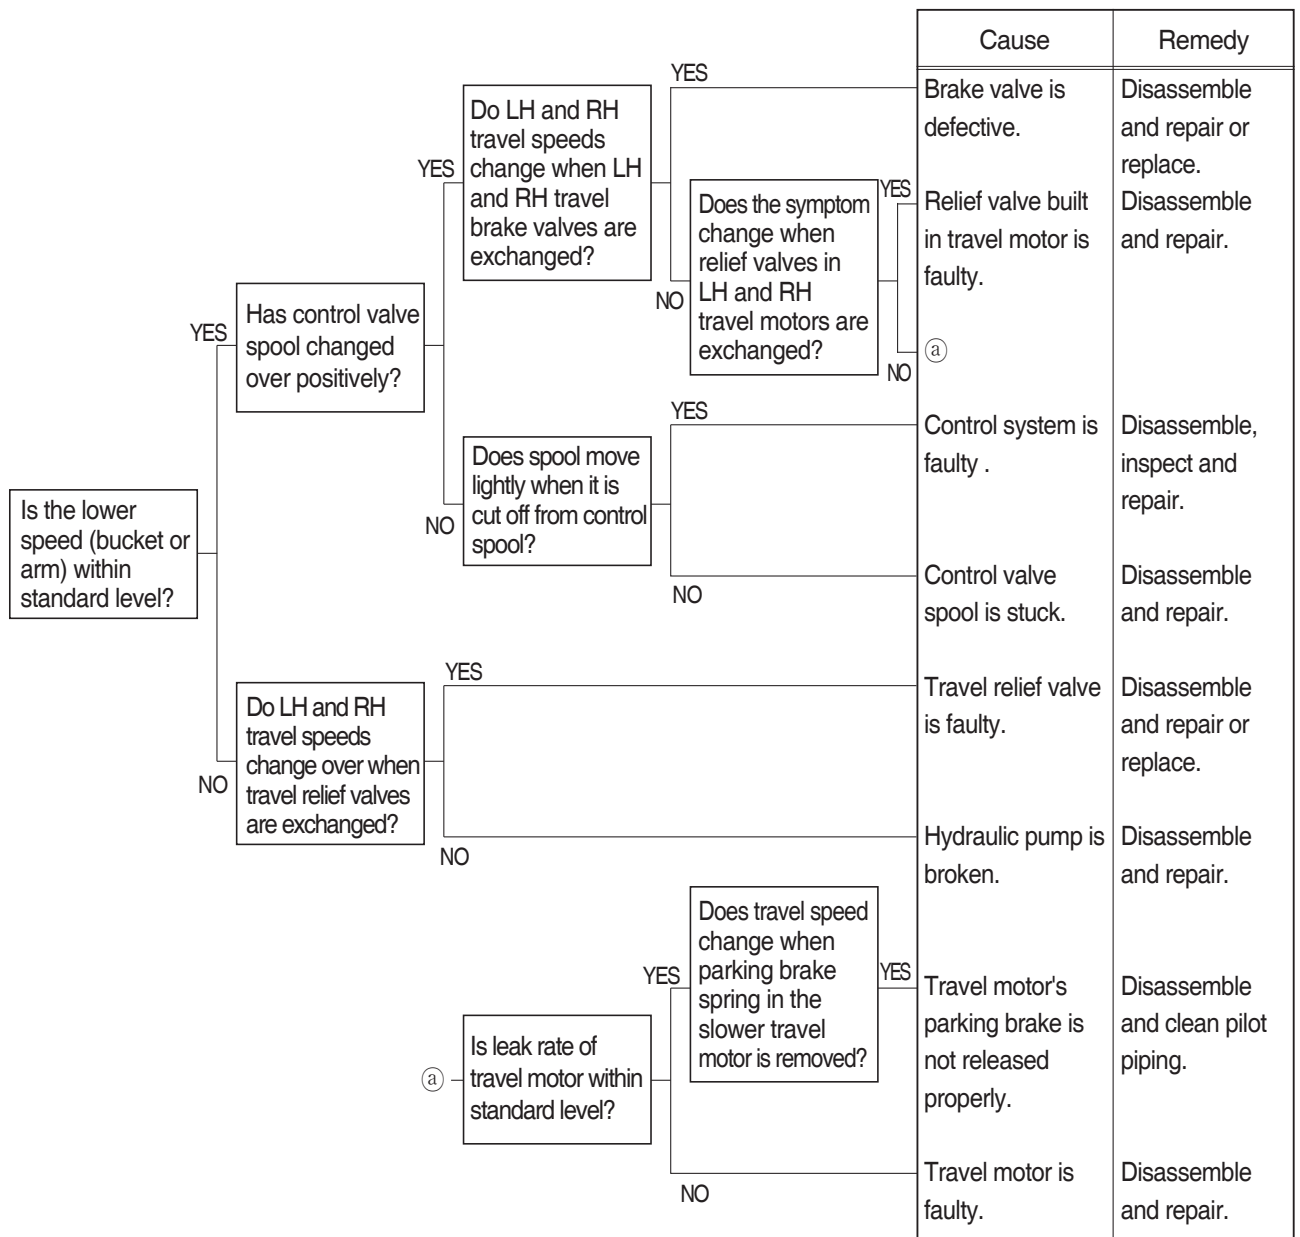 Cause
Remedy
YES
Do LH and RH
travel speeds
change when LH
and RH travel
brake valves are
exchanged?
Brake valve is
defective.
Disassemble
and repair or
replace.
YES
Does the symptom
change when
relief valves in
LH and RH
travel motors are
exchanged?
YES
Relief valve built
in travel motor is
faulty.
Disassemble
and repair.
NO
YES
Has control valve
spool changed
over positively?
ⓐ
NO
YES
Control system is
faulty .
Disassemble,
inspect and
repair.
Does spool move
lightly when it is
cut off from control
spool?
NO
Is the lower
speed (bucket or
arm) within
standard level?
Control valve
spool is stuck.
Disassemble
and repair.
NO
YES
Travel relief valve
is faulty.
Disassemble
and repair or
replace.
Do LH and RH
travel speeds
change over when
travel relief valves
are exchanged?
NO
NO
Hydraulic pump is
broken.
Disassemble
and repair.
Does travel speed
change when
parking brake
spring in the
slower travel
motor is removed?
YES
YES
Travel motor's
parking brake is
not released
properly.
Disassemble
and clean pilot
piping.
ⓐ
Is leak rate of
travel motor within
standard level?
NO
Travel motor is
faulty.
Disassemble
and repair.